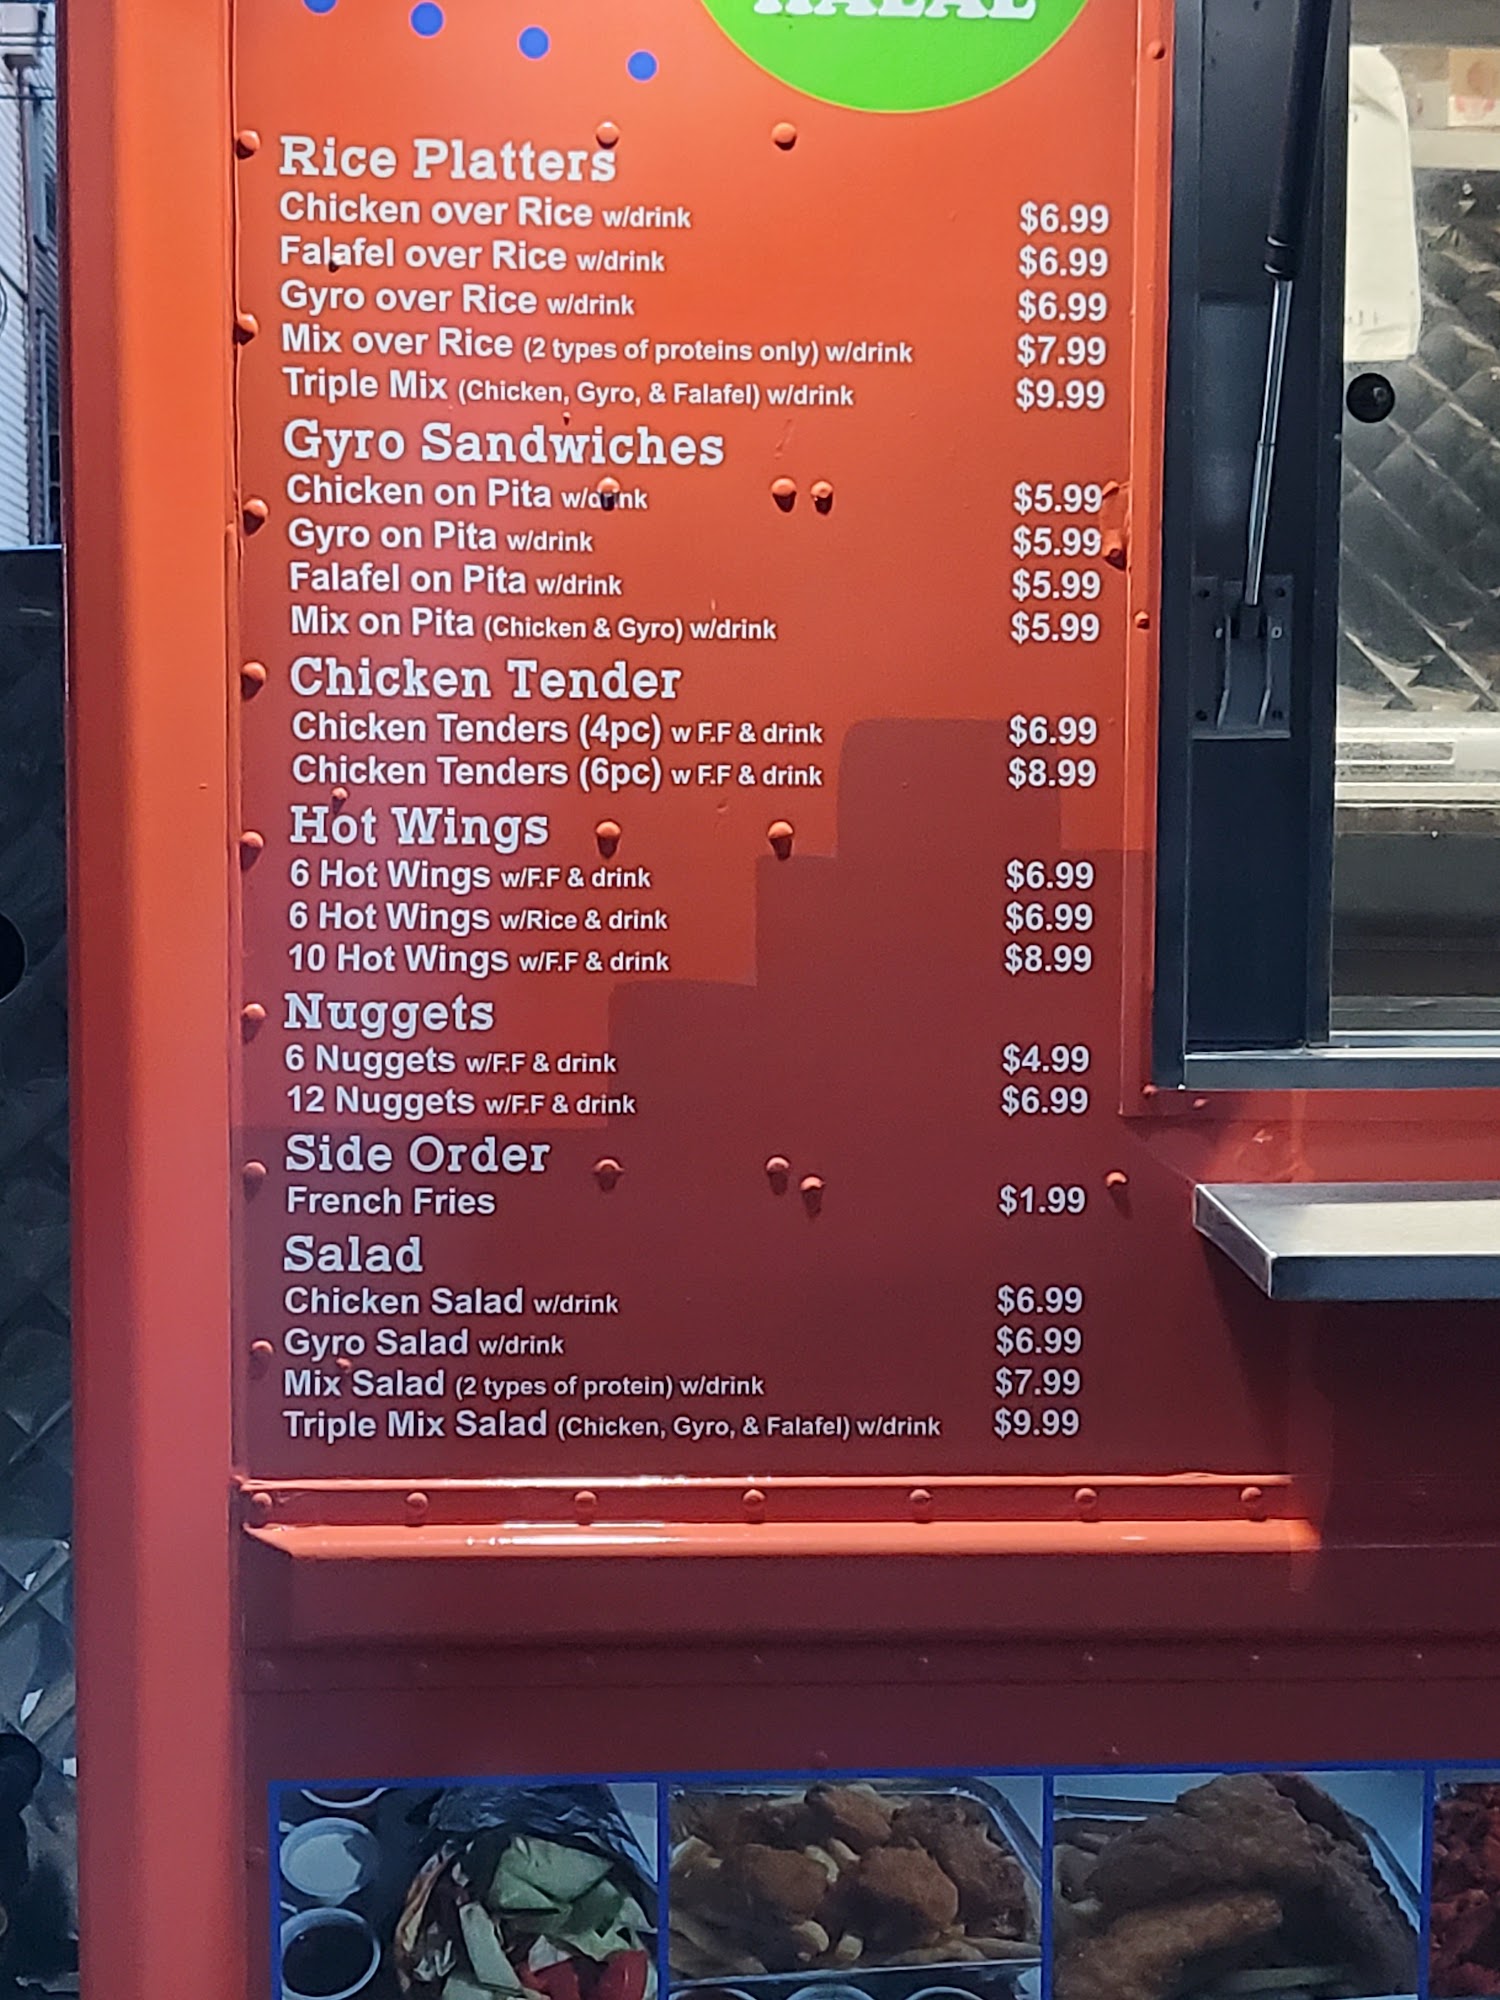 HALAL
Rice Platters
Chicken over Rice w/drink $6.99
Falafel over Rice w/drink $6.99
Gyro over Rice w/drink $6.99
Mix over Rice (2 types of proteins only) w/drink $7.99
Triple Mix (Chicken, Gyro, & Falafel) w/drink $9.99
Gyro Sandwiches
Chicken on Pita w/drink $5.99
Gyro on Pita w/drink $5.99
Falafel on Pita w/drink $5.99
Mix on Pita (Chicken & Gyro) w/drink $5.99
Chicken Tender
Chicken Tenders (4pc) w F.F & drink $6.99
Chicken Tenders (6pc) w F.F & drink $8.99
Hot Wings
6 Hot Wings w/F.F & drink $6.99
6 Hot Wings w/Rice & drink $6.99
10 Hot Wings w/F.F & drink $8.99
Nuggets
6 Nuggets w/F.F & drink $4.99
12 Nuggets w/F.F & drink $6.99
Side Order
French Fries $1.99
Salad
Chicken Salad w/drink $6.99
Gyro Salad w/drink $6.99
Mix Salad (2 types of protein) w/drink $7.99
Triple Mix Salad (Chicken, Gyro, & Falafel) w/drink $9.99